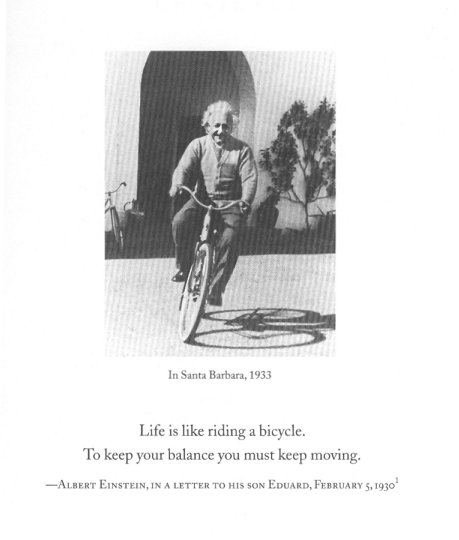 In Santa Barbara, 1933
Life is like riding a bicycle.
To keep your balance you must keep moving.
—Albert Einstein, in a letter to his son Eduard, February 5, 1930¹